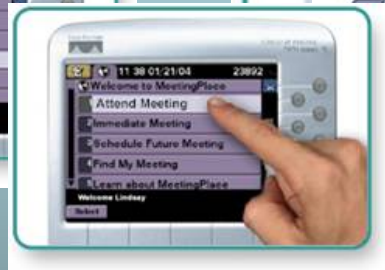 11 38 01/21/04 23892
Welcome to MeetingPlace
Attend Meeting
Immediate Meeting
Schedule Future Meeting
Find My Meeting
Learn about MeetingPlace
Welcome Lindsay
Select